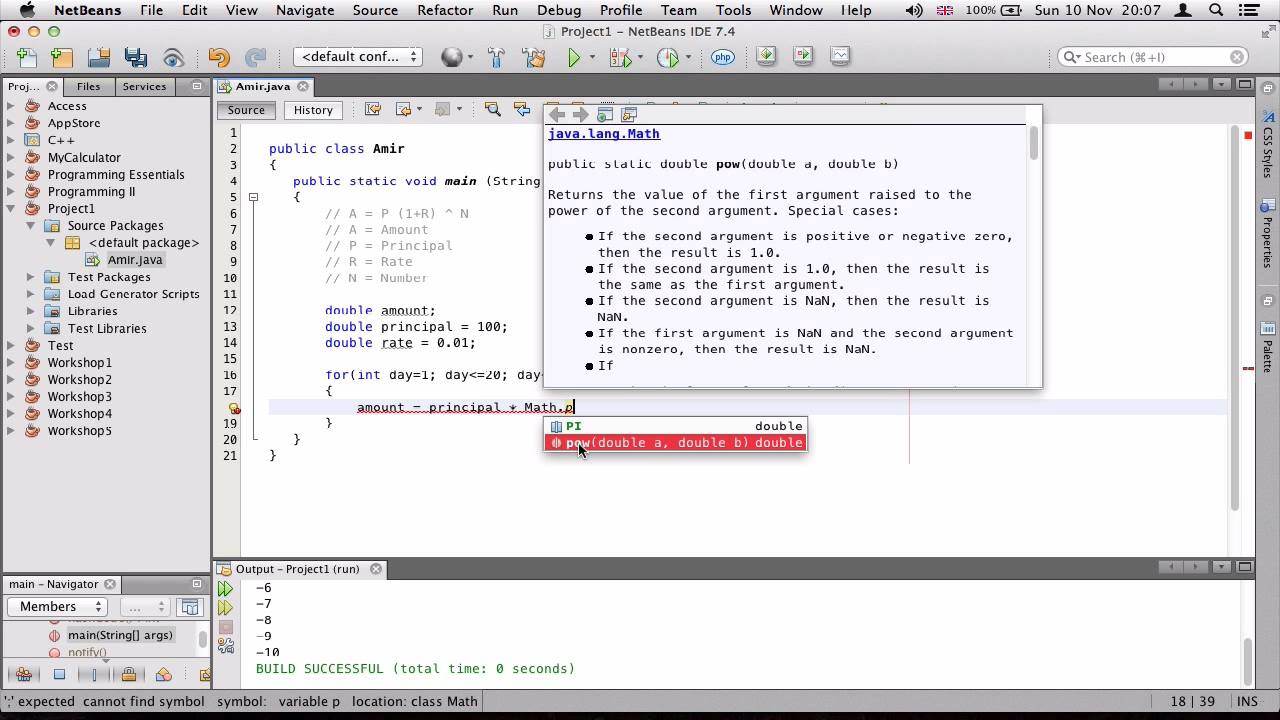 NetBeans File Edit View Navigate Source Refactor Run Debug Profile Team Tools Window Help 100% Sun 10 Nov 20:07
Project1 - NetBeans IDE 7.4
<default conf... php Search (⌘+I)
Proj... Files Services
Amir.java
Source History
Access
AppStore
C++
MyCalculator
Programming Essentials
Programming II
Project1
Source Packages
<default package>
Amir.java
Test Packages
Load Generator Scripts
Libraries
Test Libraries
Test
Workshop1
Workshop2
Workshop3
Workshop4
Workshop5
1
2 public class Amir
3 {
4 public static void main (String
5 {
6 // A = P (1+R) ^ N
7 // A = Amount
8 // P = Principal
9 // R = Rate
10 // N = Number
11
12 double amount;
13 double principal = 100;
14 double rate = 0.01;
15
16 for(int day=1; day<=20; day
17 {
amount = principal * Math.p
19 }
20 }
21 }
java.lang.Math
public static double pow(double a, double b)
Returns the value of the first argument raised to the
power of the second argument. Special cases:
● If the second argument is positive or negative zero,
then the result is 1.0.
● If the second argument is 1.0, then the result is
the same as the first argument.
● If the second argument is NaN, then the result is
NaN.
● If the first argument is NaN and the second argument
is nonzero, then the result is NaN.
● If
PI double
pow(double a, double b) double
CSS Styles
Properties
Palette
main - Navigator
Members ...
main(String[] args)
notify()
Output - Project1 (run)
-6
-7
-8
-9
-10
BUILD SUCCESSFUL (total time: 0 seconds)
';' expected cannot find symbol symbol: variable p location: class Math 18 | 39 INS